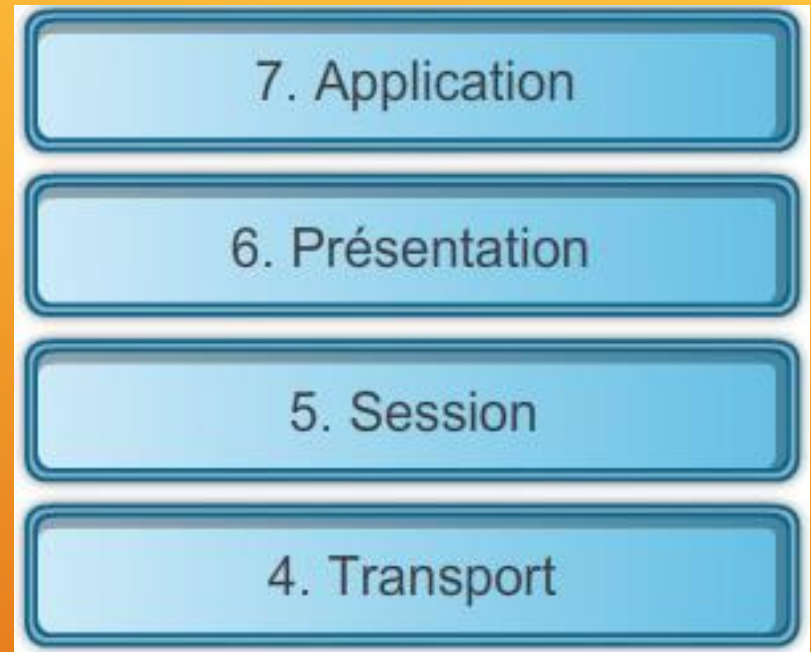 7. Application
6. Présentation
5. Session
4. Transport